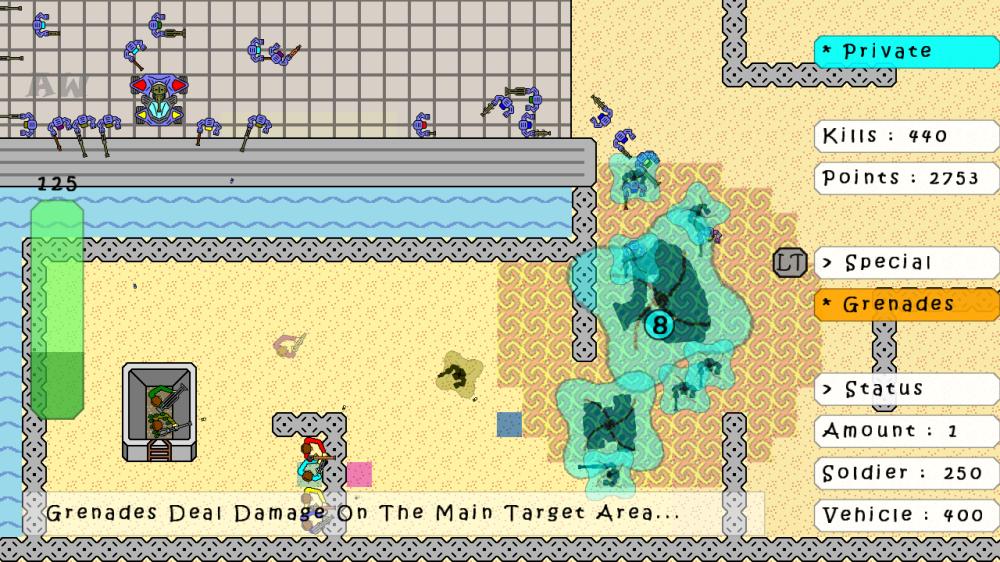 * Private
AW
Kills : 440
Points : 2753
125
LT
> Special
* Grenades
8
> Status
Amount : 1
Soldier : 250
Grenades Deal Damage On The Main Target Area...
Vehicle : 400